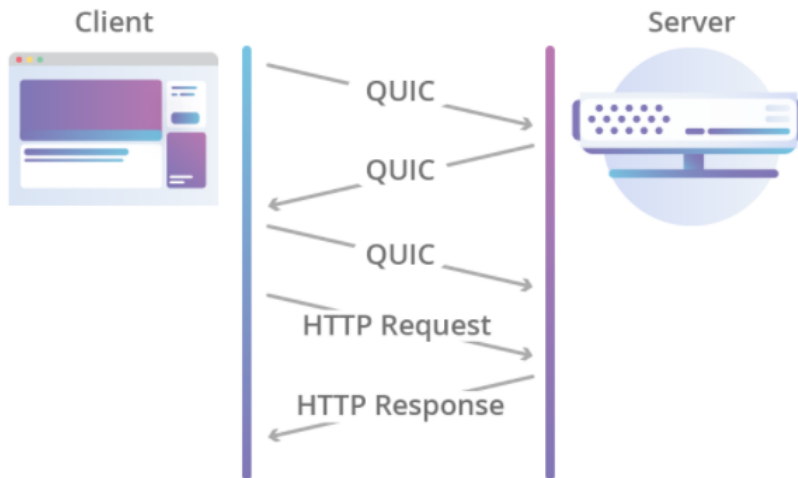 Client
Server
QUIC
QUIC
QUIC
HTTP Request
HTTP Response